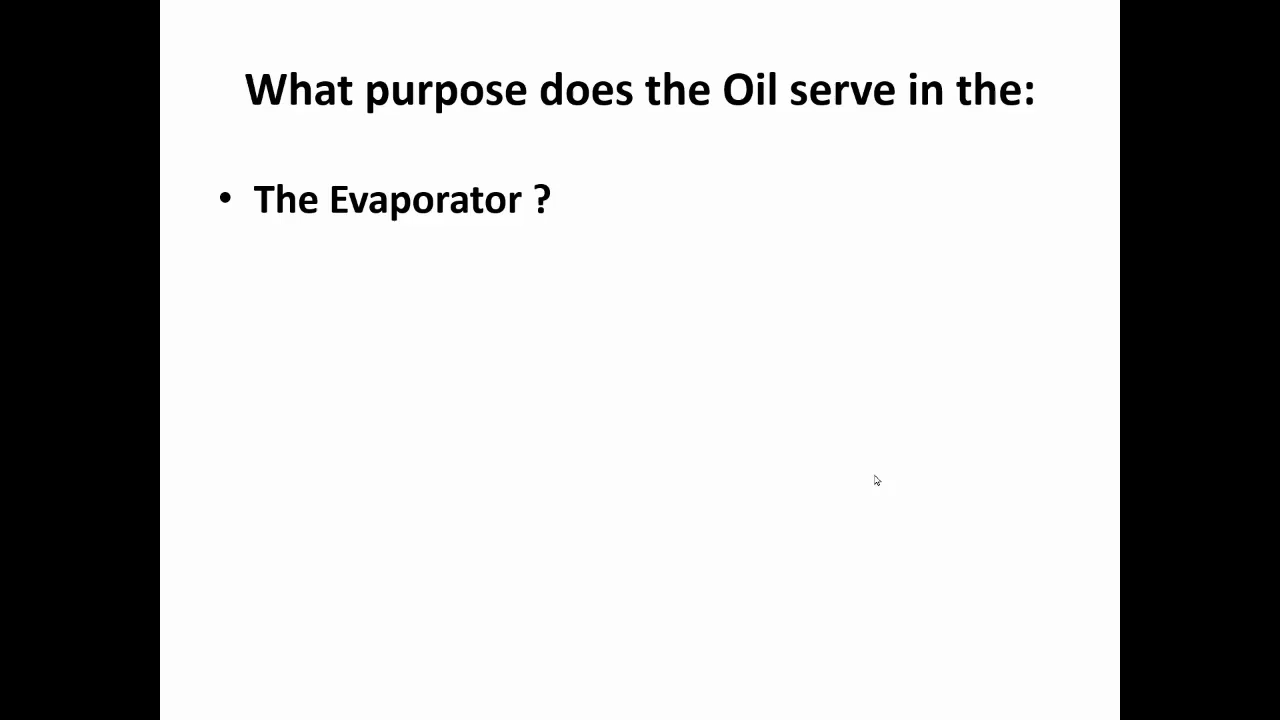 What purpose does the Oil serve in the:
• The Evaporator ?